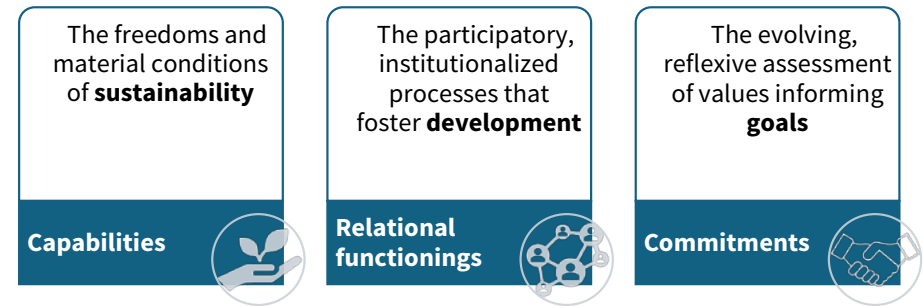 The freedoms and
material conditions
of sustainability
Capabilities
The participatory,
institutionalized
processes that
foster development
Relational
functionings
The evolving,
reflexive assessment
of values informing
goals
Commitments